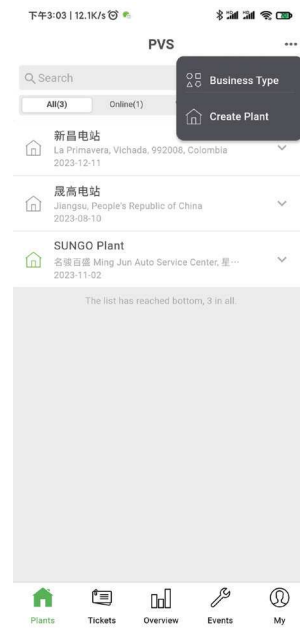 下午3:03 | 12.1K/s
PVS
Search
Business Type
All(3)
Online(1)
Create Plant
新昌电站
La Primavera, Vichada, 992008, Colombia
2023-12-11
晟高电站
Jiangsu, People's Republic of China
2023-08-10
SUNGO Plant
名骏百盛 Ming Jun Auto Service Center, 星…
2023-11-02
The list has reached bottom, 3 in all.
Plants
Tickets
Overview
Events
My